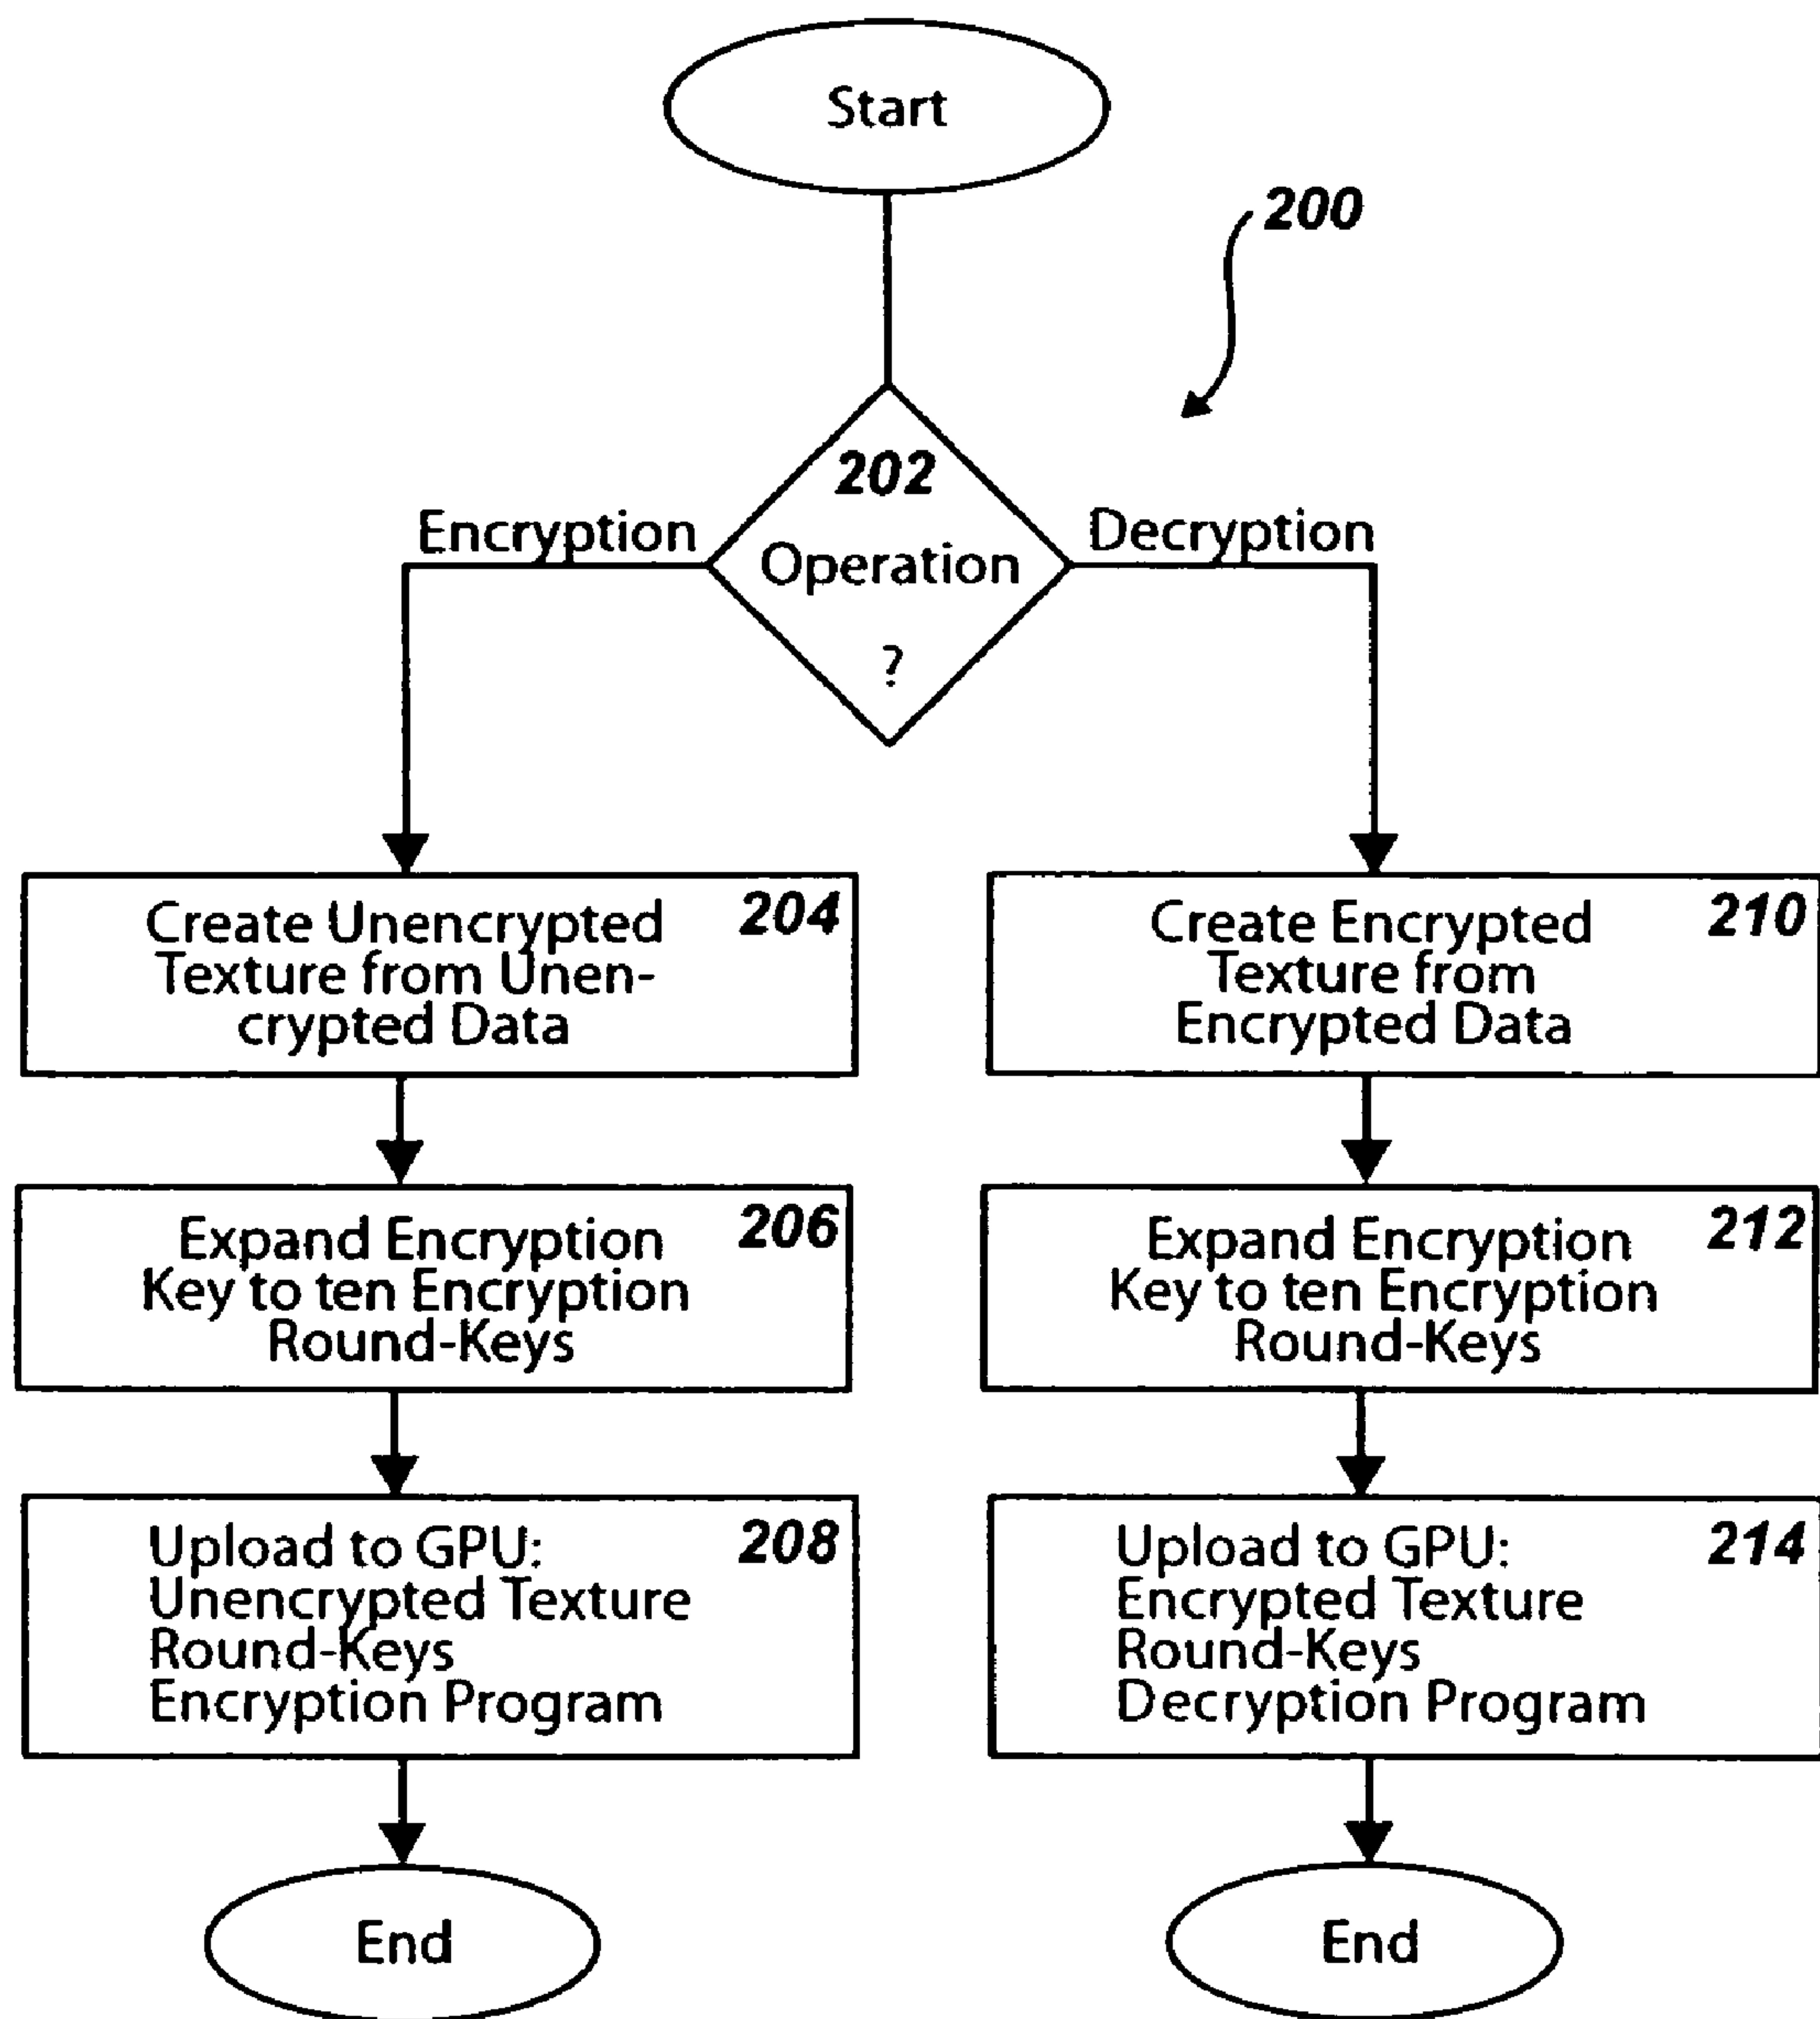 Start
200
202
Encryption
Operation
?
Decryption
204
Create Unencrypted
Texture from Unen-
crypted Data
210
Create Encrypted
Texture from
Encrypted Data
206
Expand Encryption
Key to ten Encryption
Round-Keys
212
Expand Encryption
Key to ten Encryption
Round-Keys
208
Upload to GPU:
Unencrypted Texture
Round-Keys
Encryption Program
214
Upload to GPU:
Encrypted Texture
Round-Keys
Decryption Program
End
End